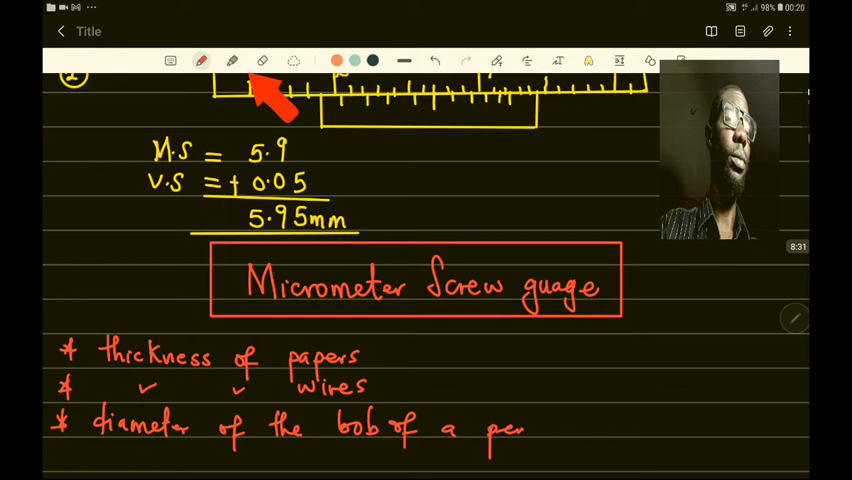 98% 00:20
Title
2
M.S = 5.9
V.S = + 0.05
5.95mm
8:31
Micrometer Screw guage
* thickness of papers
* ✓ ✓ wires
* diameter of the bob of a pen